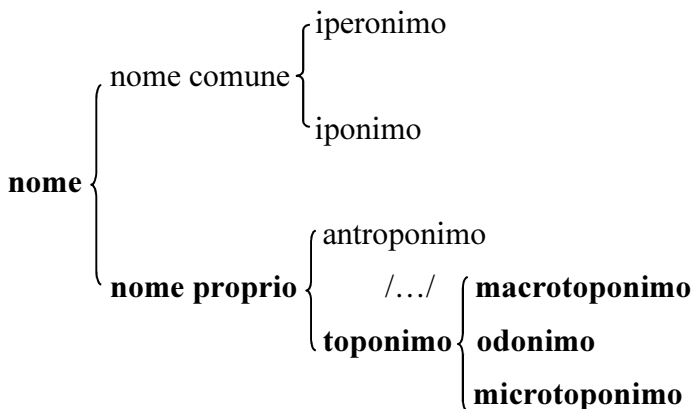 iperonimo
nome comune
iponimo
nome
antroponimo
nome proprio /…/ macrotoponimo
toponimo odonimo
microtoponimo